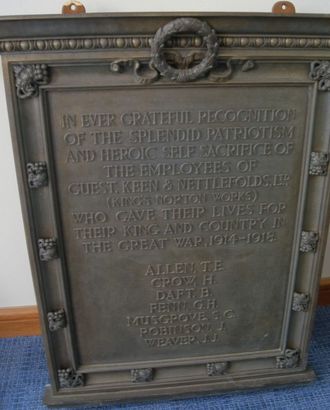 IN EVER GRATEFUL RECOGNITION
OF THE SPLENDID PATRIOTISM
AND HEROIC SELF SACRIFICE OF
THE EMPLOYEES OF
GUEST, KEEN & NETTLEFOLDS, LTD
(KING'S NORTON WORKS)
WHO GAVE THEIR LIVES FOR
THEIR KING AND COUNTRY IN
THE GREAT WAR, 1914-1918
ALLEN, T.E.
CROW, H.
DAFT, B.
FENN, G.H.
MUSGROVE, S.C.
ROBINSON, J.
WEAVER, J.V.